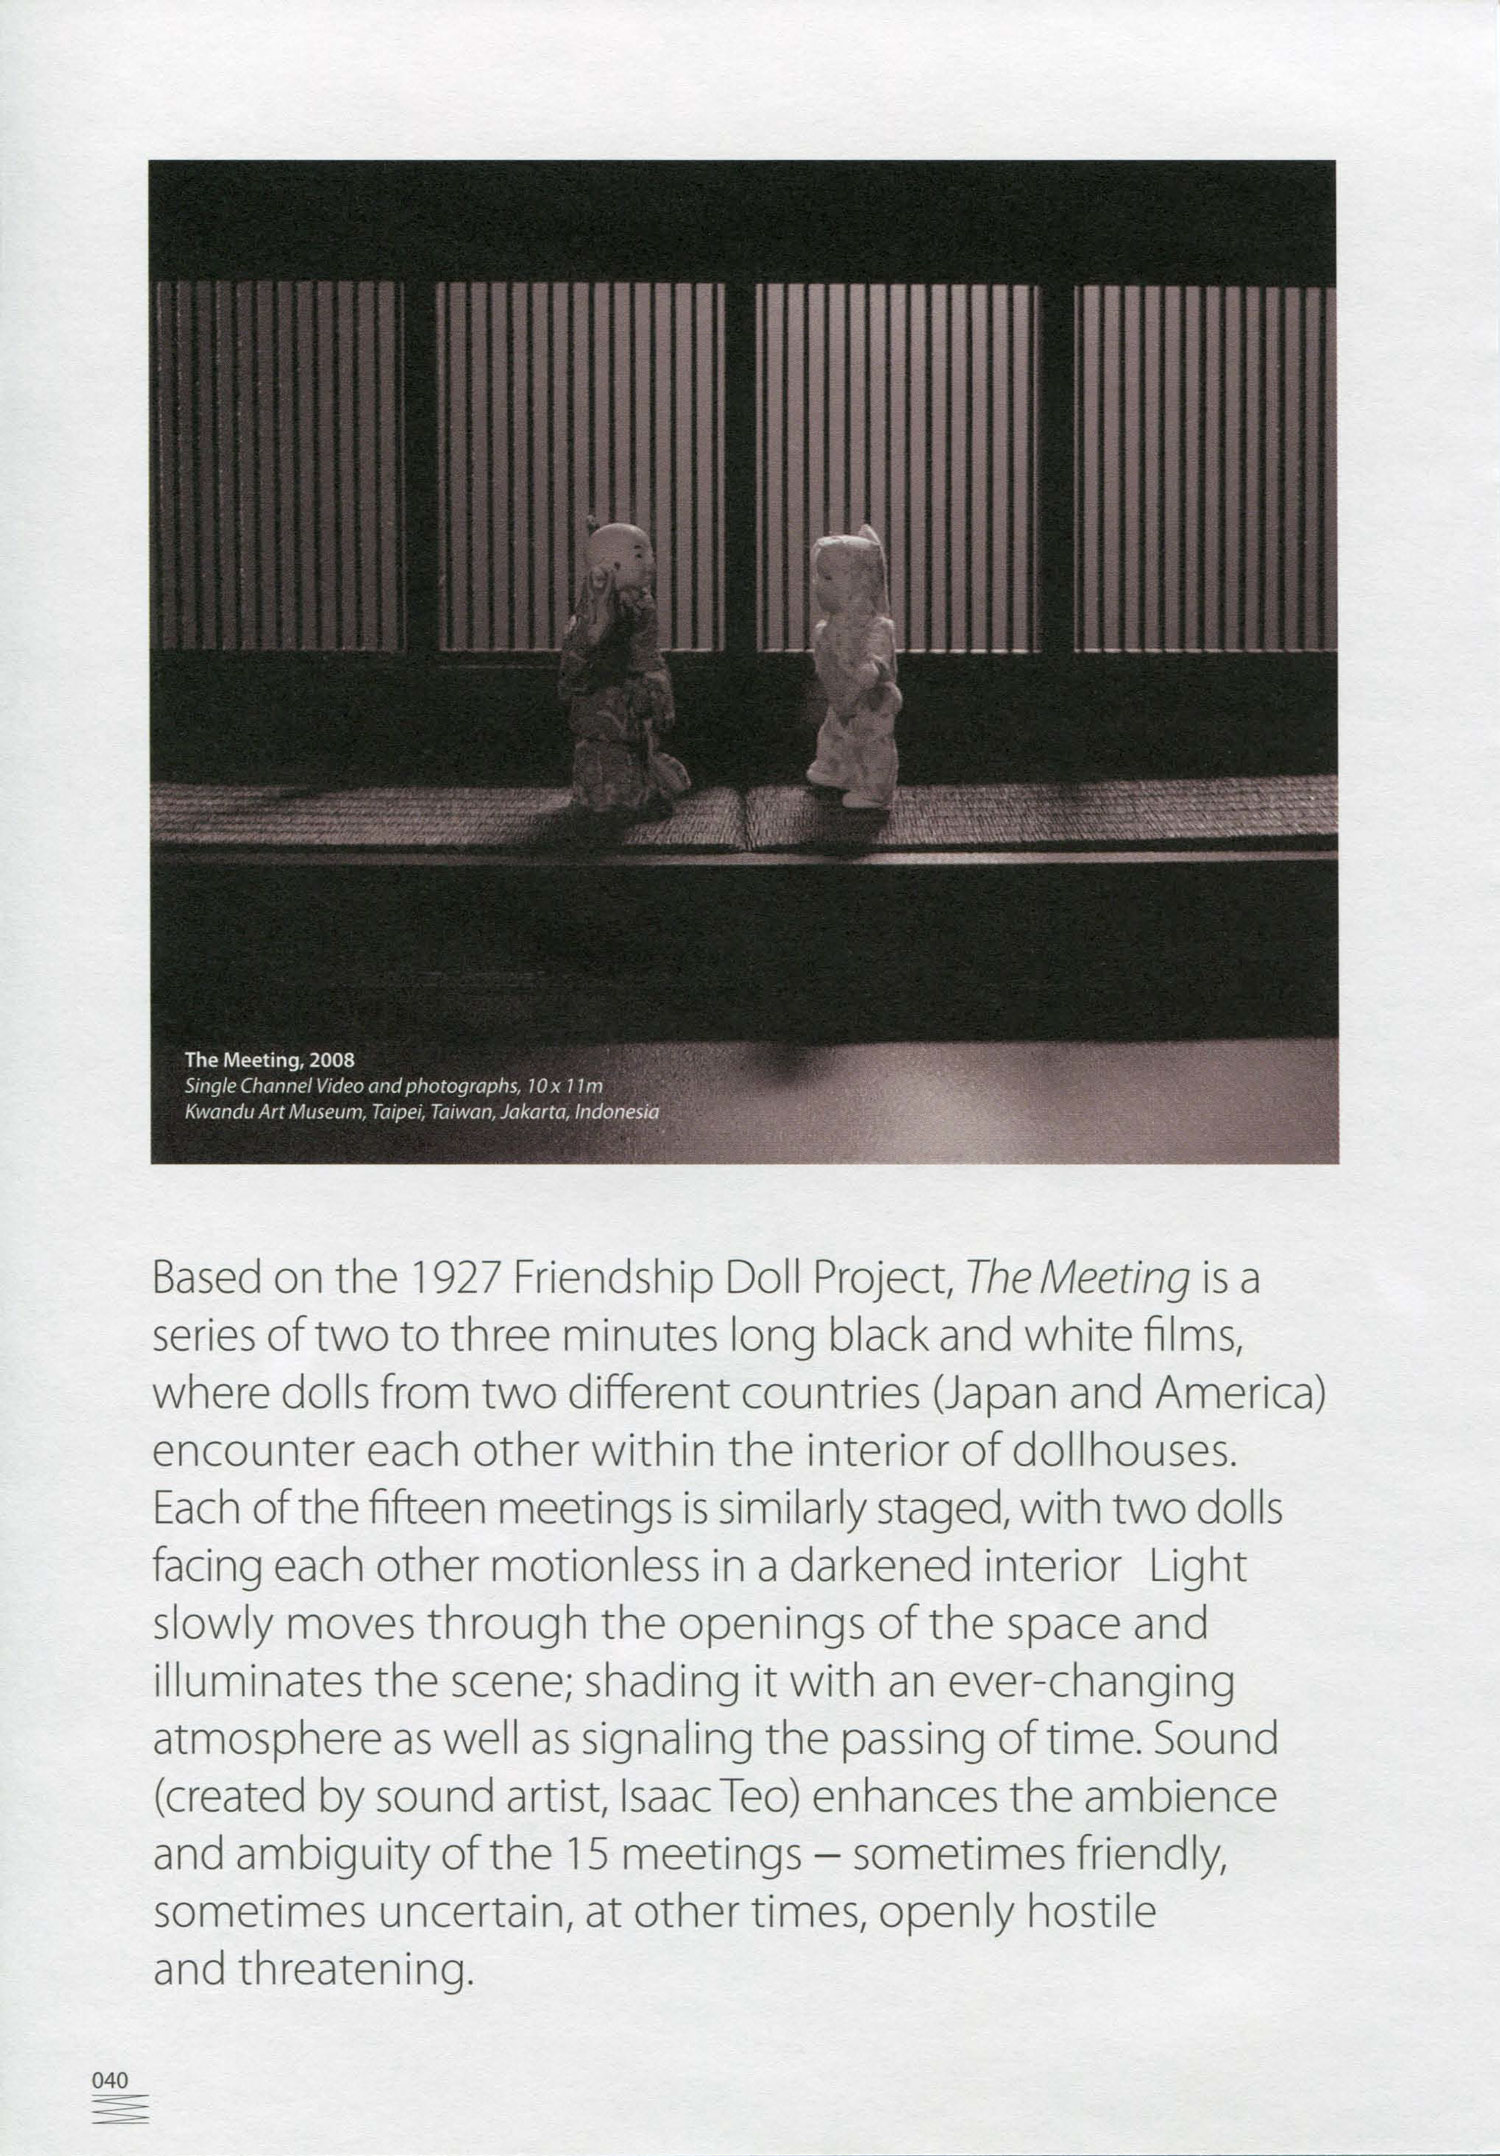 The Meeting, 2008
Single Channel Video and photographs, 10 x 11m
Kwandu Art Museum, Taipei, Taiwan, Jakarta, Indonesia
Based on the 1927 Friendship Doll Project, The Meeting is a
series of two to three minutes long black and white films,
where dolls from two different countries (Japan and America)
encounter each other within the interior of dollhouses.
Each of the fifteen meetings is similarly staged, with two dolls
facing each other motionless in a darkened interior  Light
slowly moves through the openings of the space and
illuminates the scene; shading it with an ever-changing
atmosphere as well as signaling the passing of time. Sound
(created by sound artist, Isaac Teo) enhances the ambience
and ambiguity of the 15 meetings – sometimes friendly,
sometimes uncertain, at other times, openly hostile
and threatening.
040